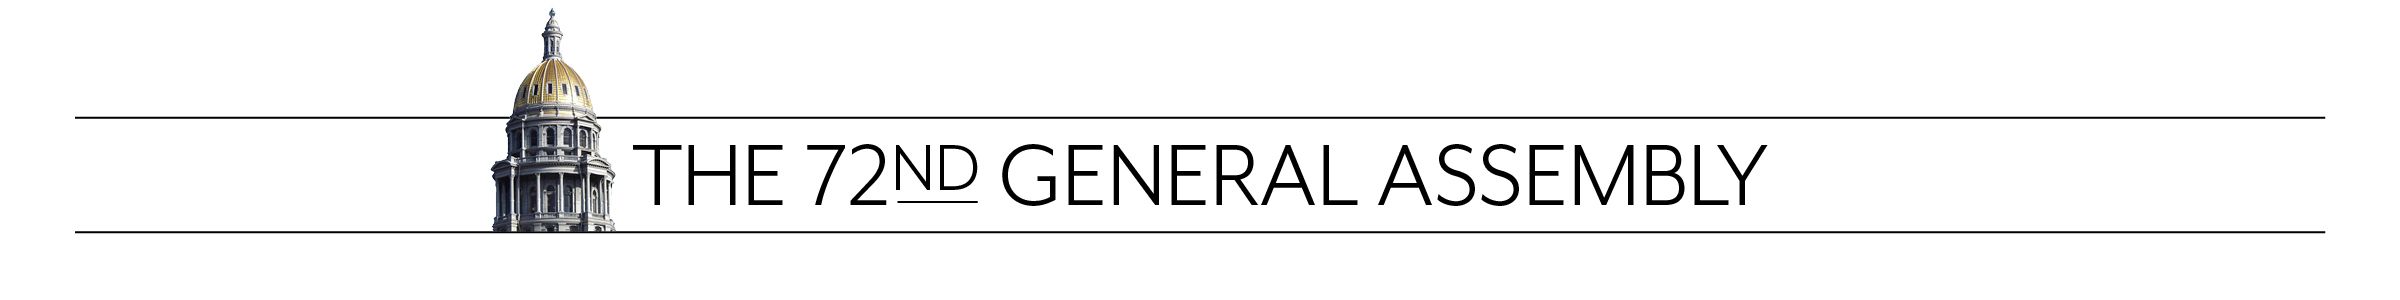 THE 72ND GENERAL ASSEMBLY